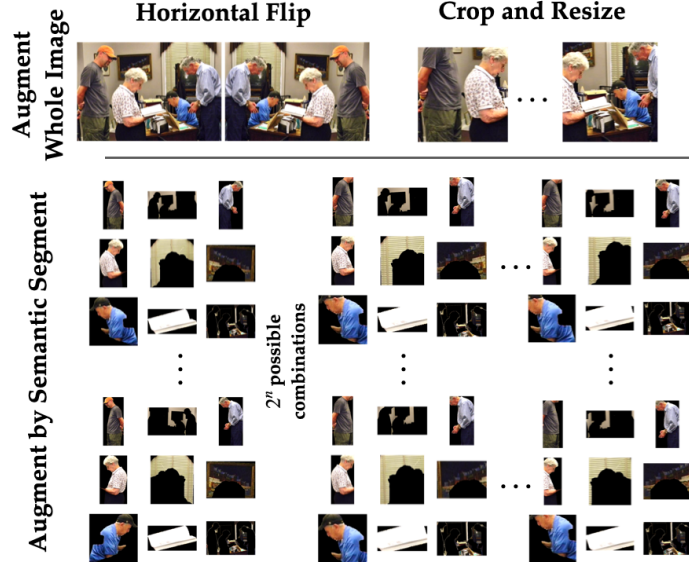 Horizontal Flip
Crop and Resize
Augment
Whole Image
Augment by Semantic Segment
2ⁿ possible
combinations